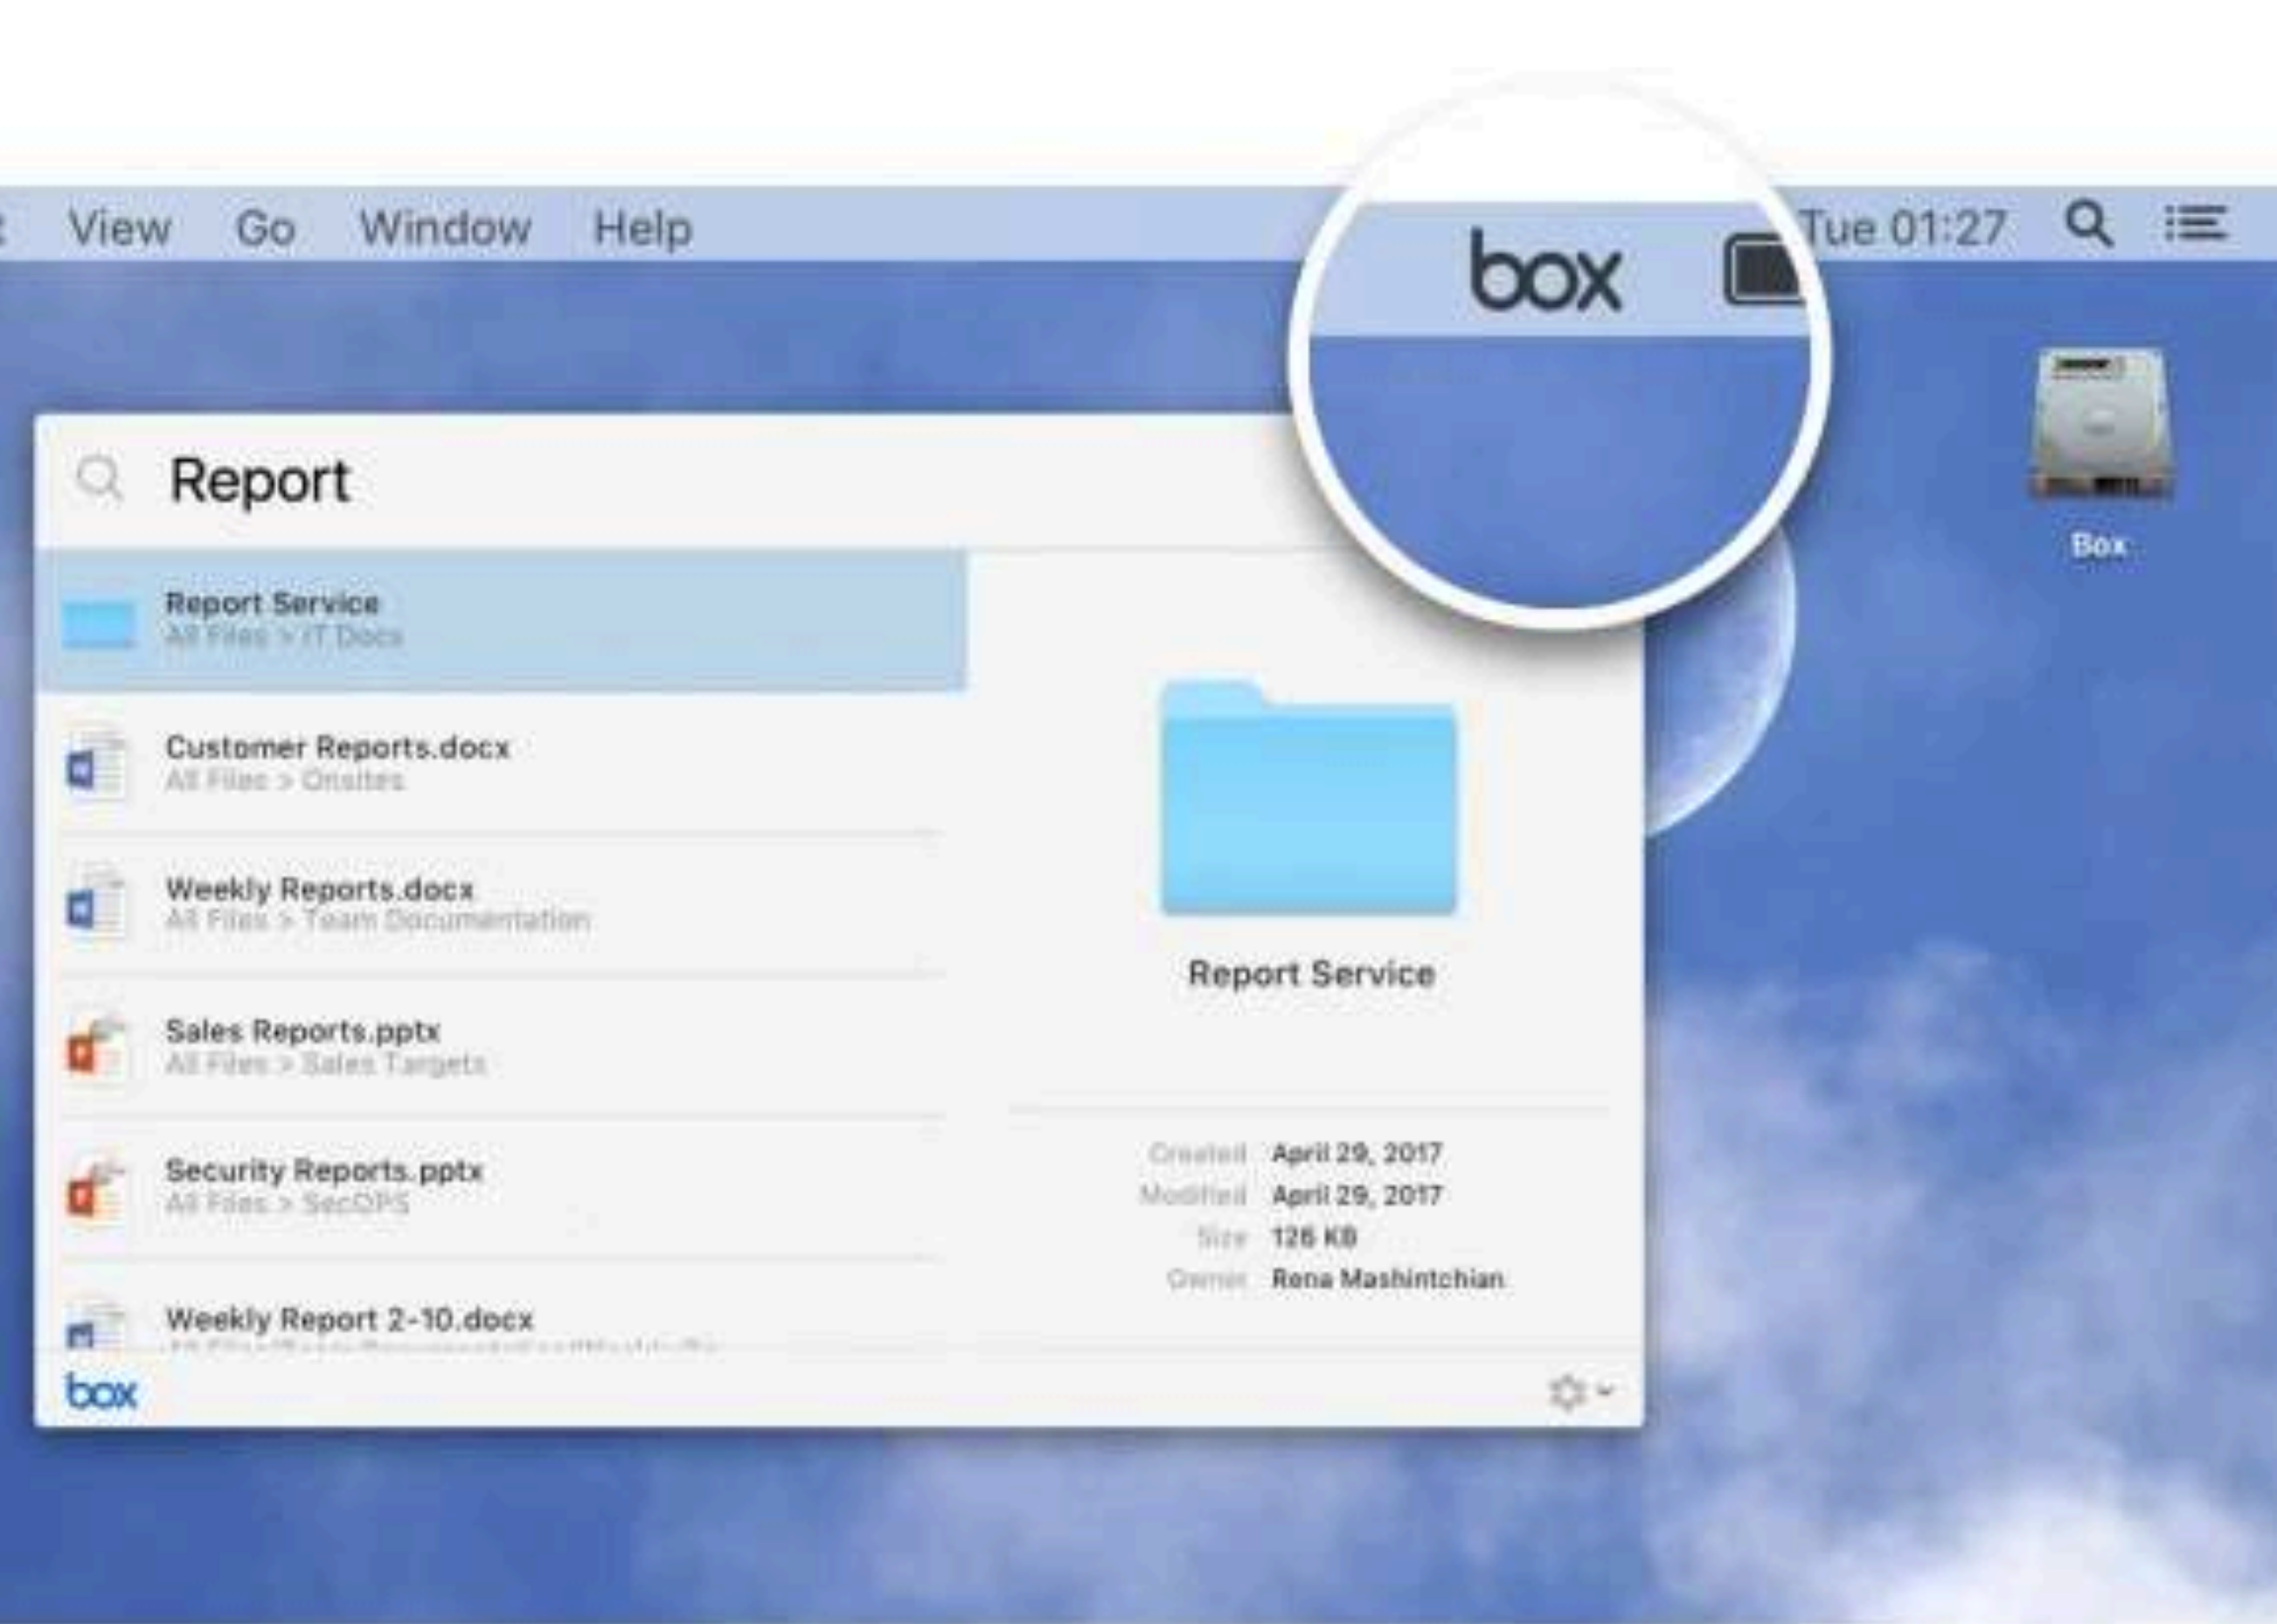 View Go Window Help
box
Tue 01:27
Box
Report
Report Service
All Files > IT Docs
Customer Reports.docx
All Files > Onsites
Weekly Reports.docx
All Files > Team Documentation
Sales Reports.pptx
All Files > Sales Targets
Security Reports.pptx
All Files > SecOPS
Weekly Report 2-10.docx
box
Report Service
Created April 29, 2017
Modified April 29, 2017
Size 126 KB
Owner Rena Mashintchian